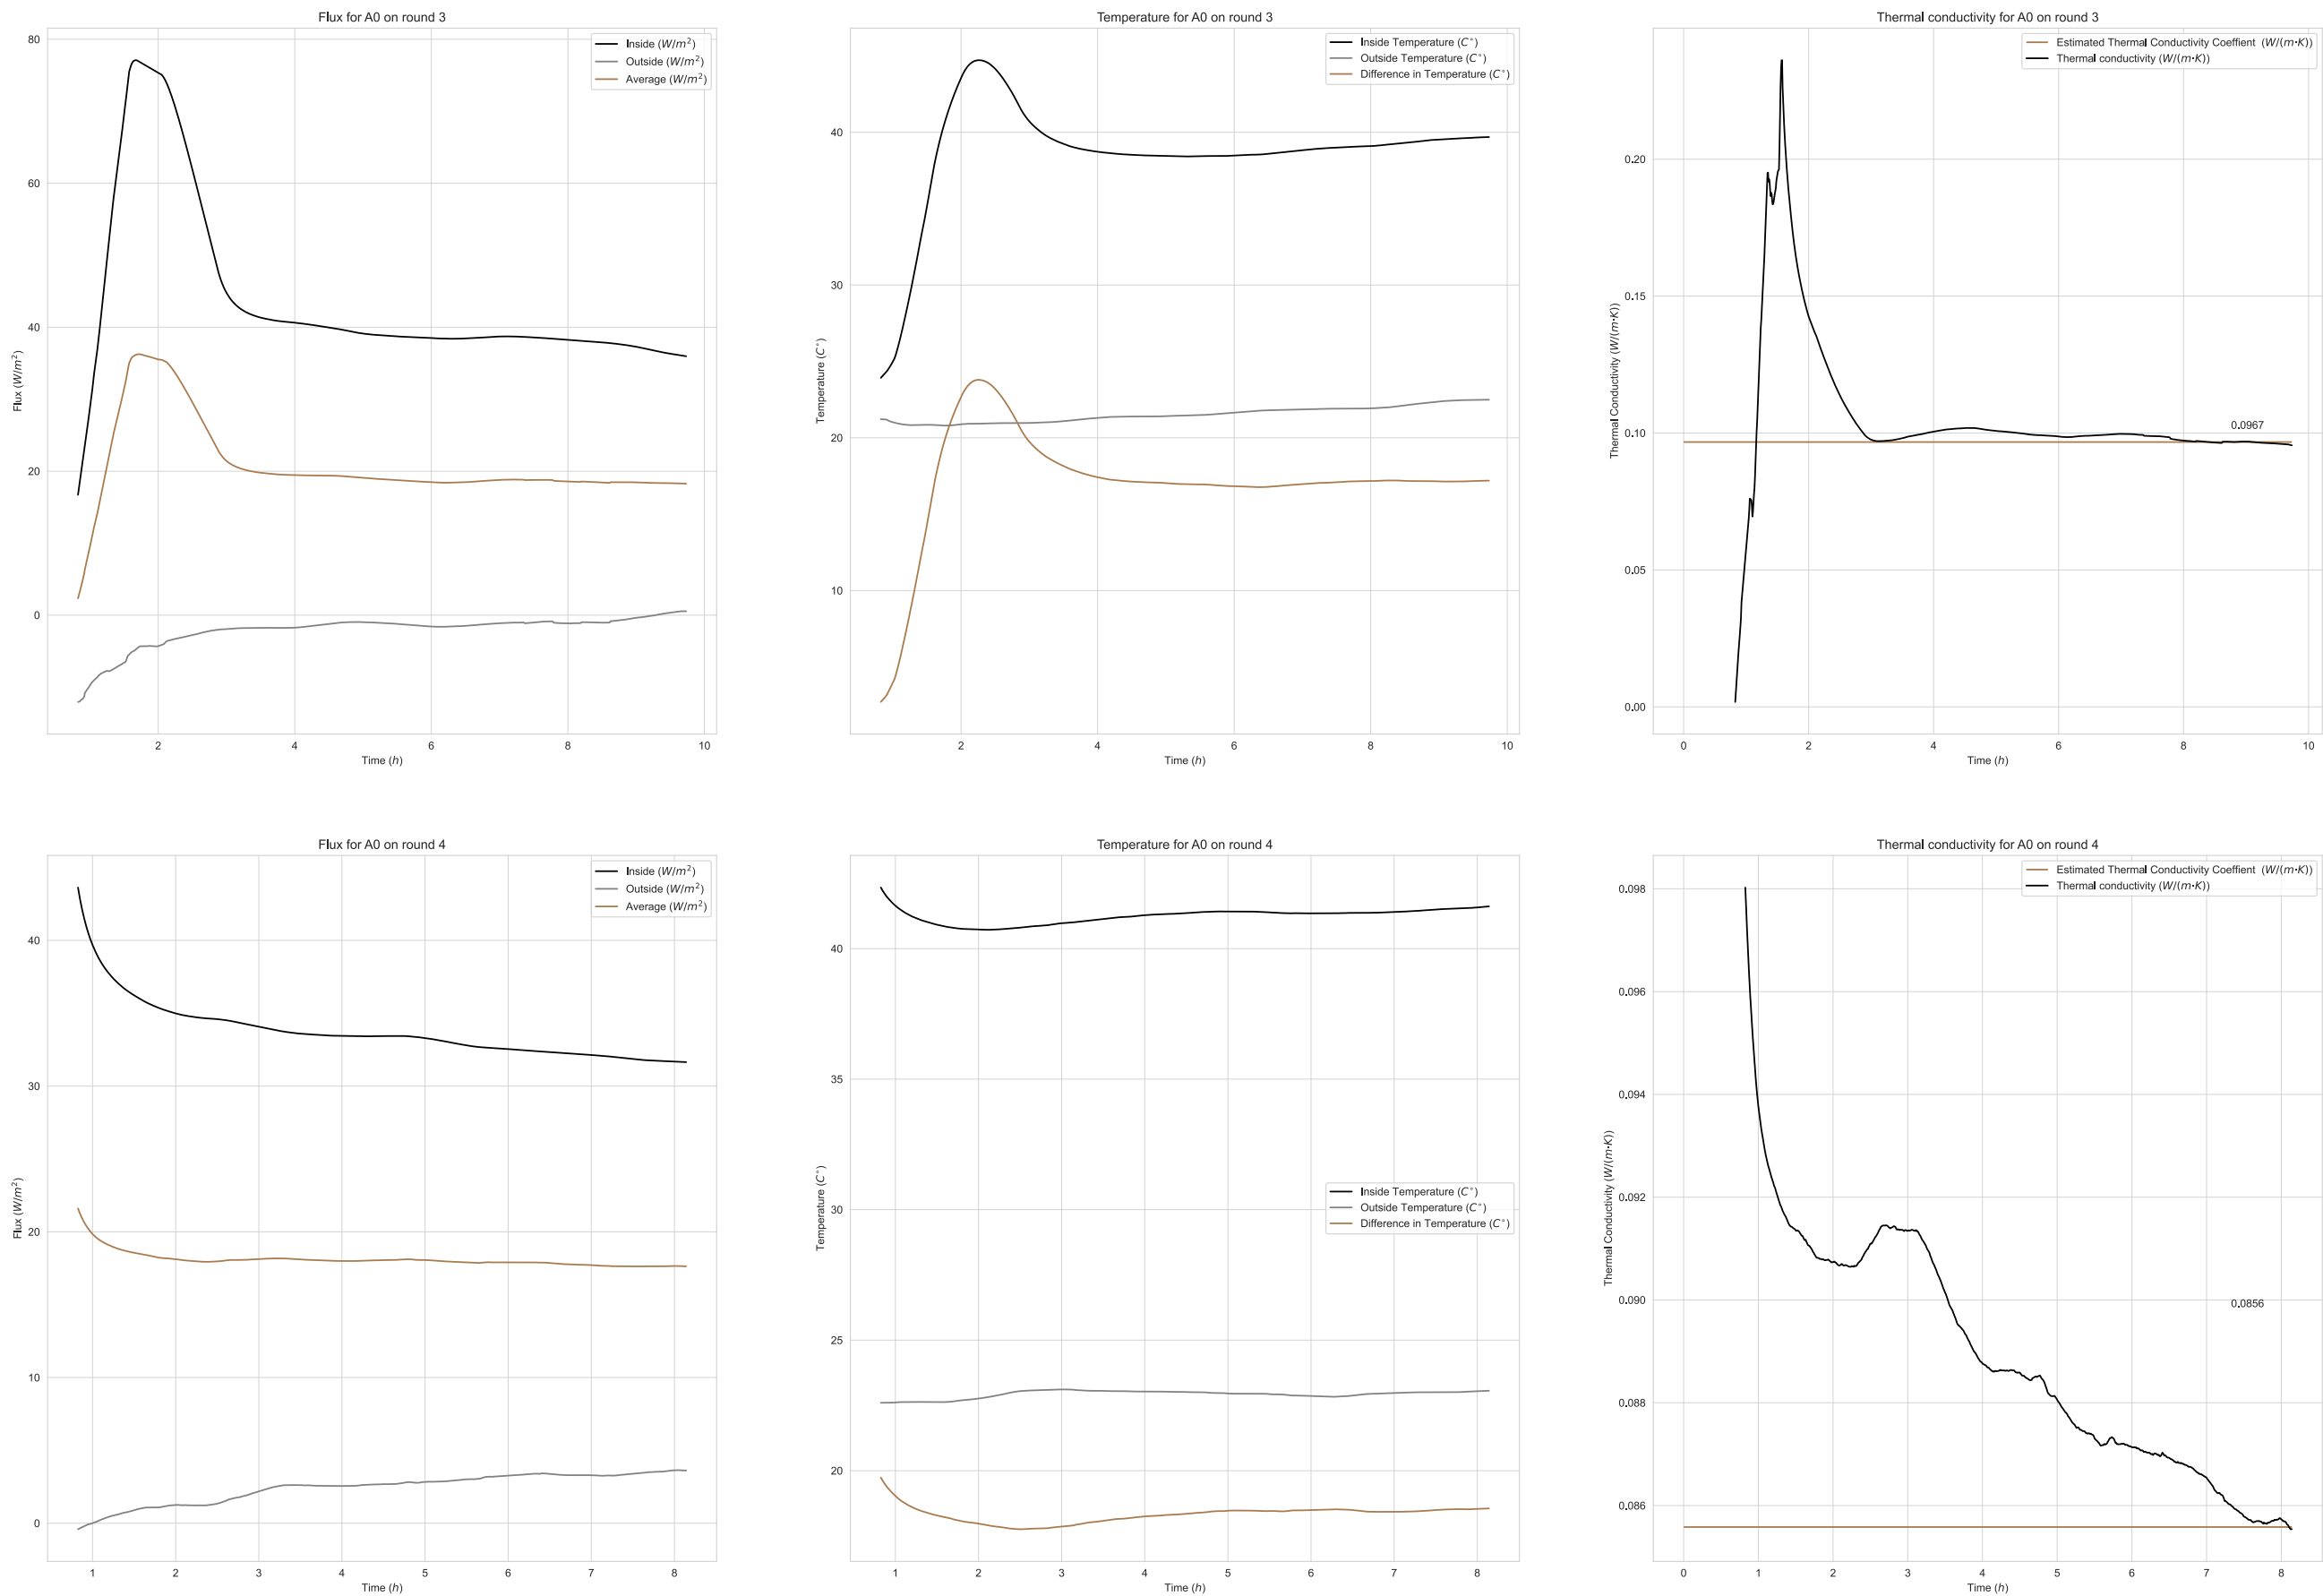 Flux for A0 on round 3
Inside (W/m²)
Outside (W/m²)
Average (W/m²)
80
60
40
20
0
Flux (W/m²)
2 4 6 8 10
Time (h)
Temperature for A0 on round 3
Inside Temperature (C°)
Outside Temperature (C°)
Difference in Temperature (C°)
40
30
20
10
Temperature (C°)
2 4 6 8 10
Time (h)
Thermal conductivity for A0 on round 3
Estimated Thermal Conductivity Coeffient (W/(m·K))
Thermal conductivity (W/(m·K))
0.20
0.15
0.10
0.05
0.00
0.0967
Thermal Conductivity (W/(m·K))
0 2 4 6 8 10
Time (h)
Flux for A0 on round 4
Inside (W/m²)
Outside (W/m²)
Average (W/m²)
40
30
20
10
0
Flux (W/m²)
1 2 3 4 5 6 7 8
Time (h)
Temperature for A0 on round 4
40
35
30
25
20
Inside Temperature (C°)
Outside Temperature (C°)
Difference in Temperature (C°)
Temperature (C°)
1 2 3 4 5 6 7 8
Time (h)
Thermal conductivity for A0 on round 4
Estimated Thermal Conductivity Coeffient (W/(m·K))
Thermal conductivity (W/(m·K))
0.098
0.096
0.094
0.092
0.090
0.088
0.086
0.0856
Thermal Conductivity (W/(m·K))
0 1 2 3 4 5 6 7 8
Time (h)